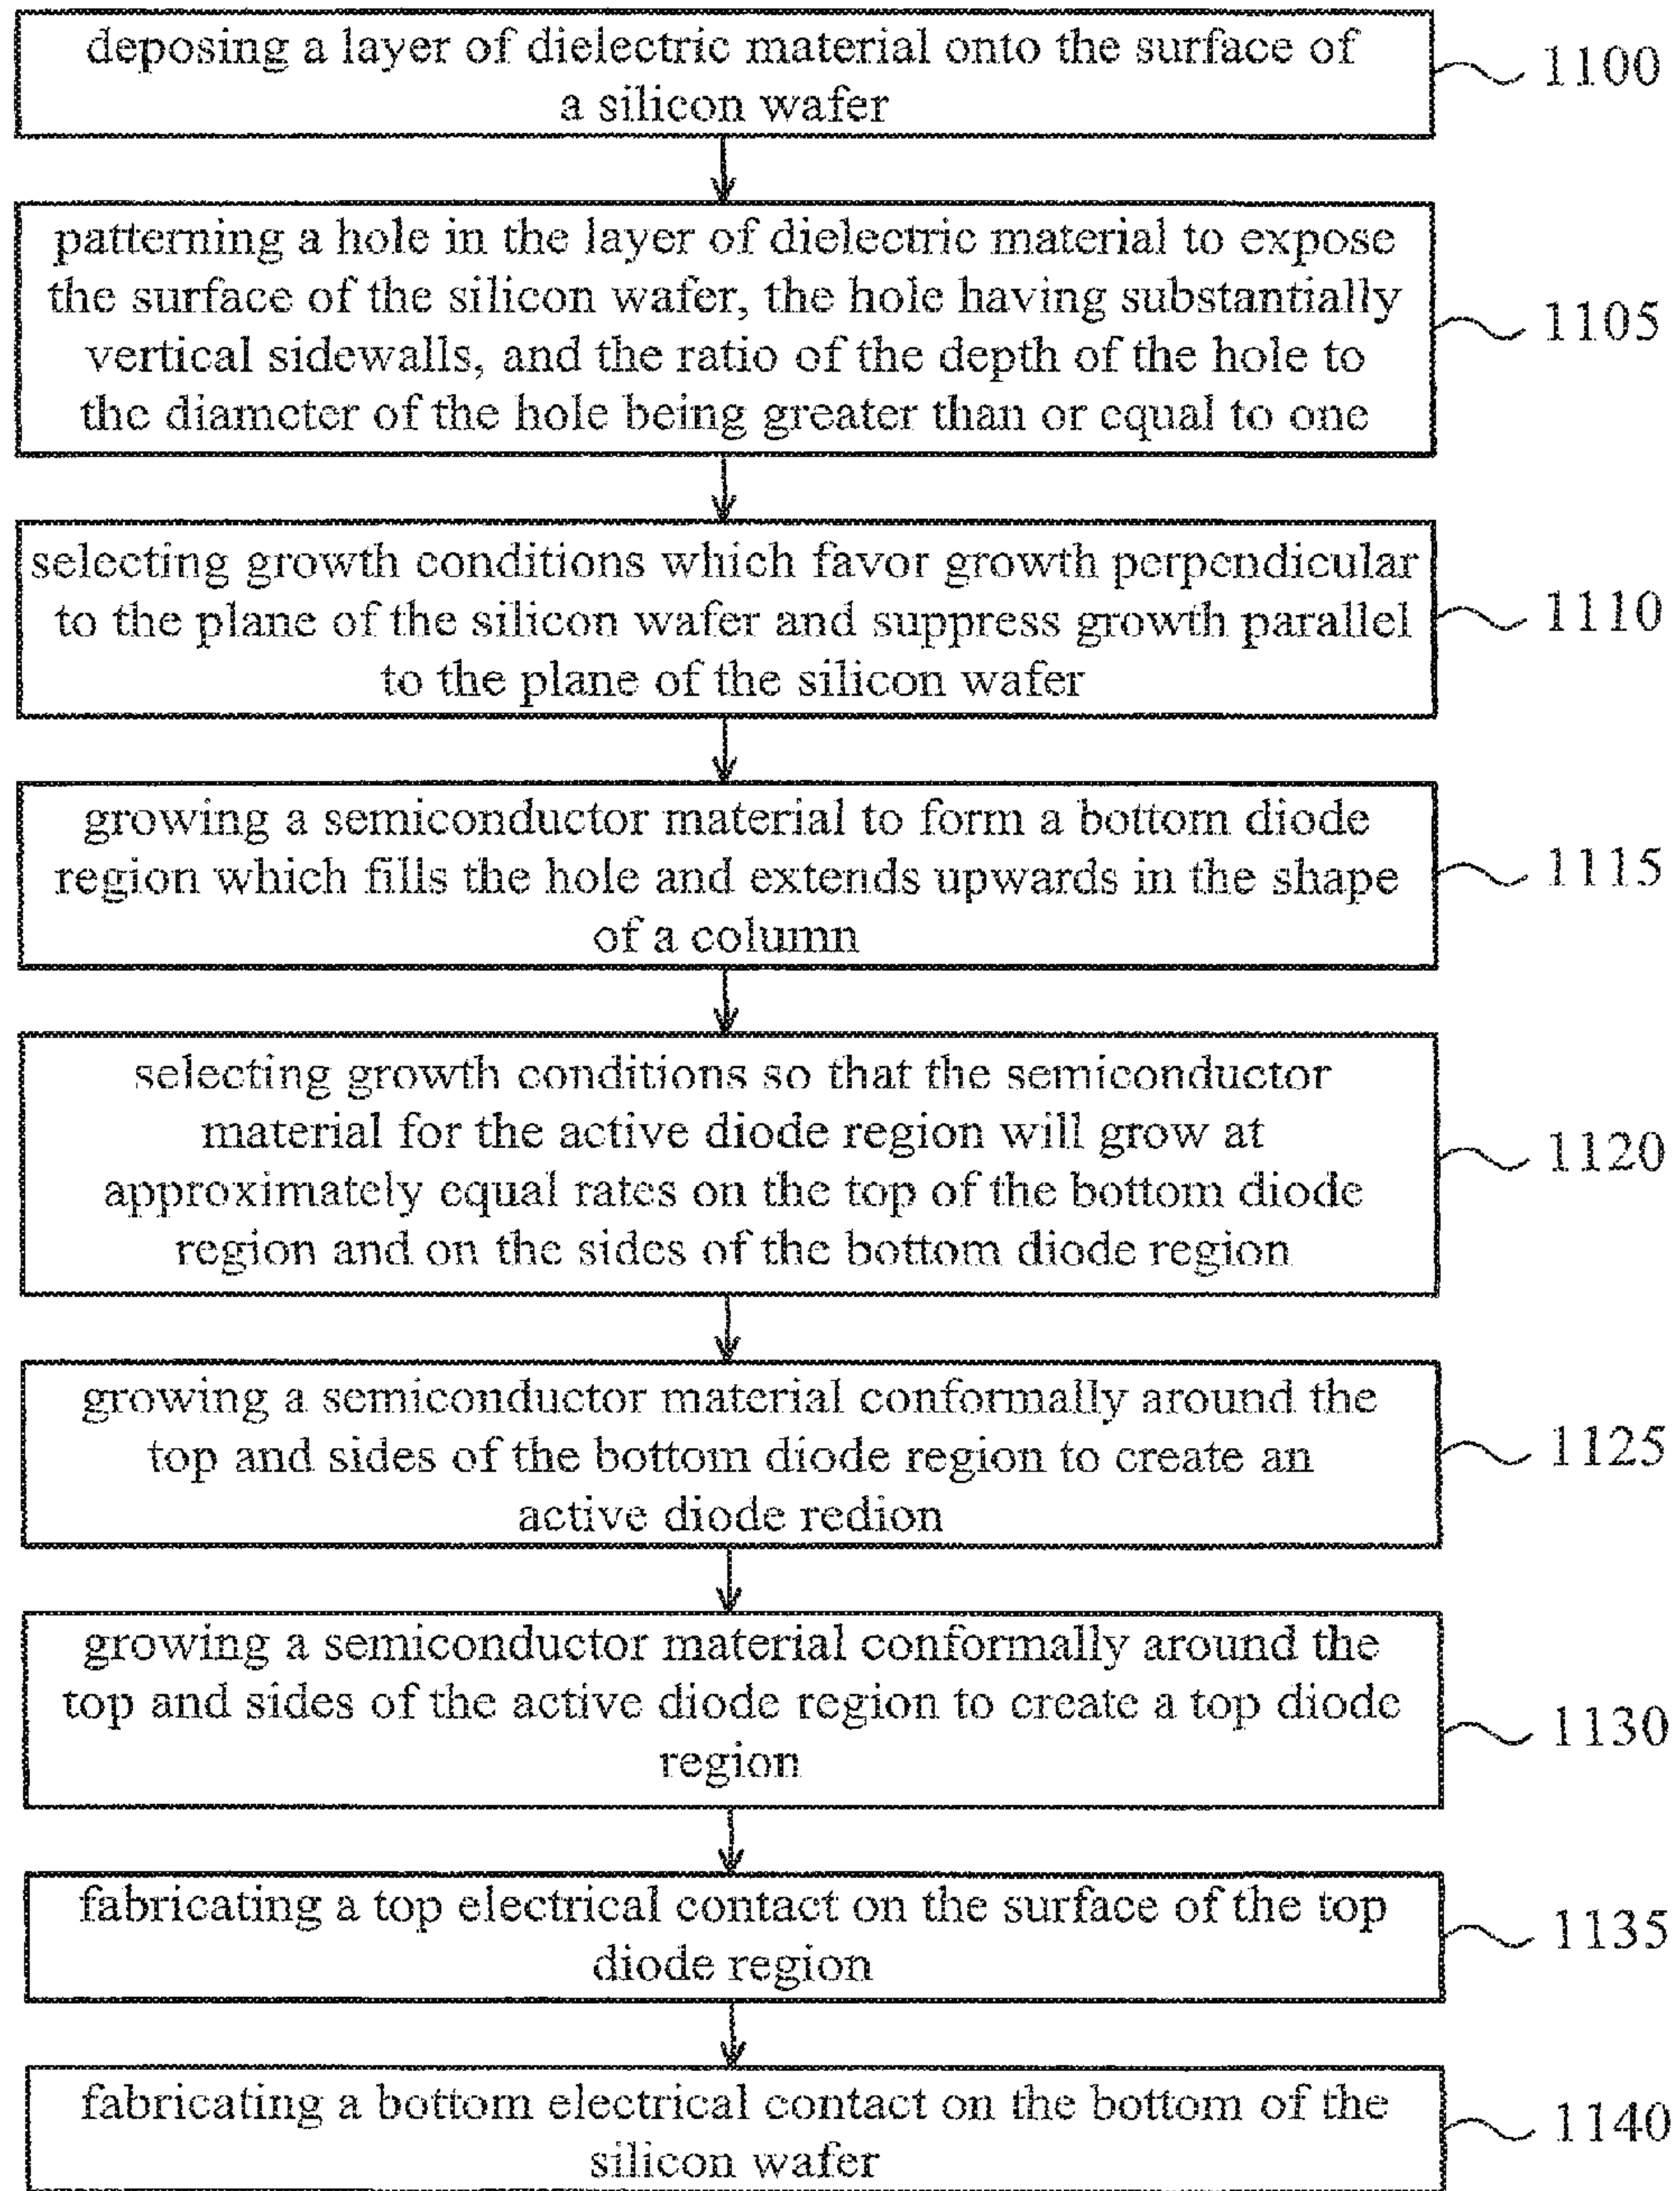 deposing a layer of dielectric material onto the surface of
a silicon wafer
1100
patterning a hole in the layer of dielectric material to expose
the surface of the silicon wafer, the hole having substantially
vertical sidewalls, and the ratio of the depth of the hole to
the diameter of the hole being greater than or equal to one
1105
selecting growth conditions which favor growth perpendicular
to the plane of the silicon wafer and suppress growth parallel
to the plane of the silicon wafer
1110
growing a semiconductor material to form a bottom diode
region which fills the hole and extends upwards in the shape
of a column
1115
selecting growth conditions so that the semiconductor
material for the active diode region will grow at
approximately equal rates on the top of the bottom diode
region and on the sides of the bottom diode region
1120
growing a semiconductor material conformally around the
top and sides of the bottom diode region to create an
active diode redion
1125
growing a semiconductor material conformally around the
top and sides of the active diode region to create a top diode
region
1130
fabricating a top electrical contact on the surface of the top
diode region
1135
fabricating a bottom electrical contact on the bottom of the
silicon wafer
1140